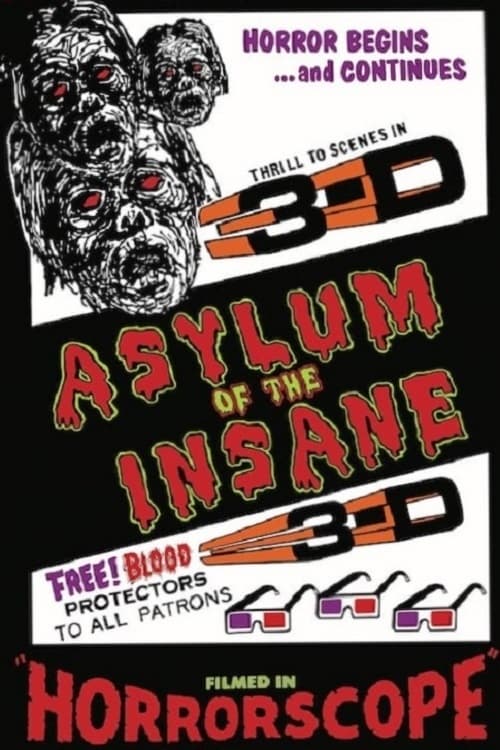 HORROR BEGINS
...and CONTINUES
THRILL TO SCENES IN
3-D
ASYLUM
OF THE
INSANE
3-D
FREE! BLOOD
PROTECTORS
TO ALL PATRONS
FILMED IN
"HORRORSCOPE"